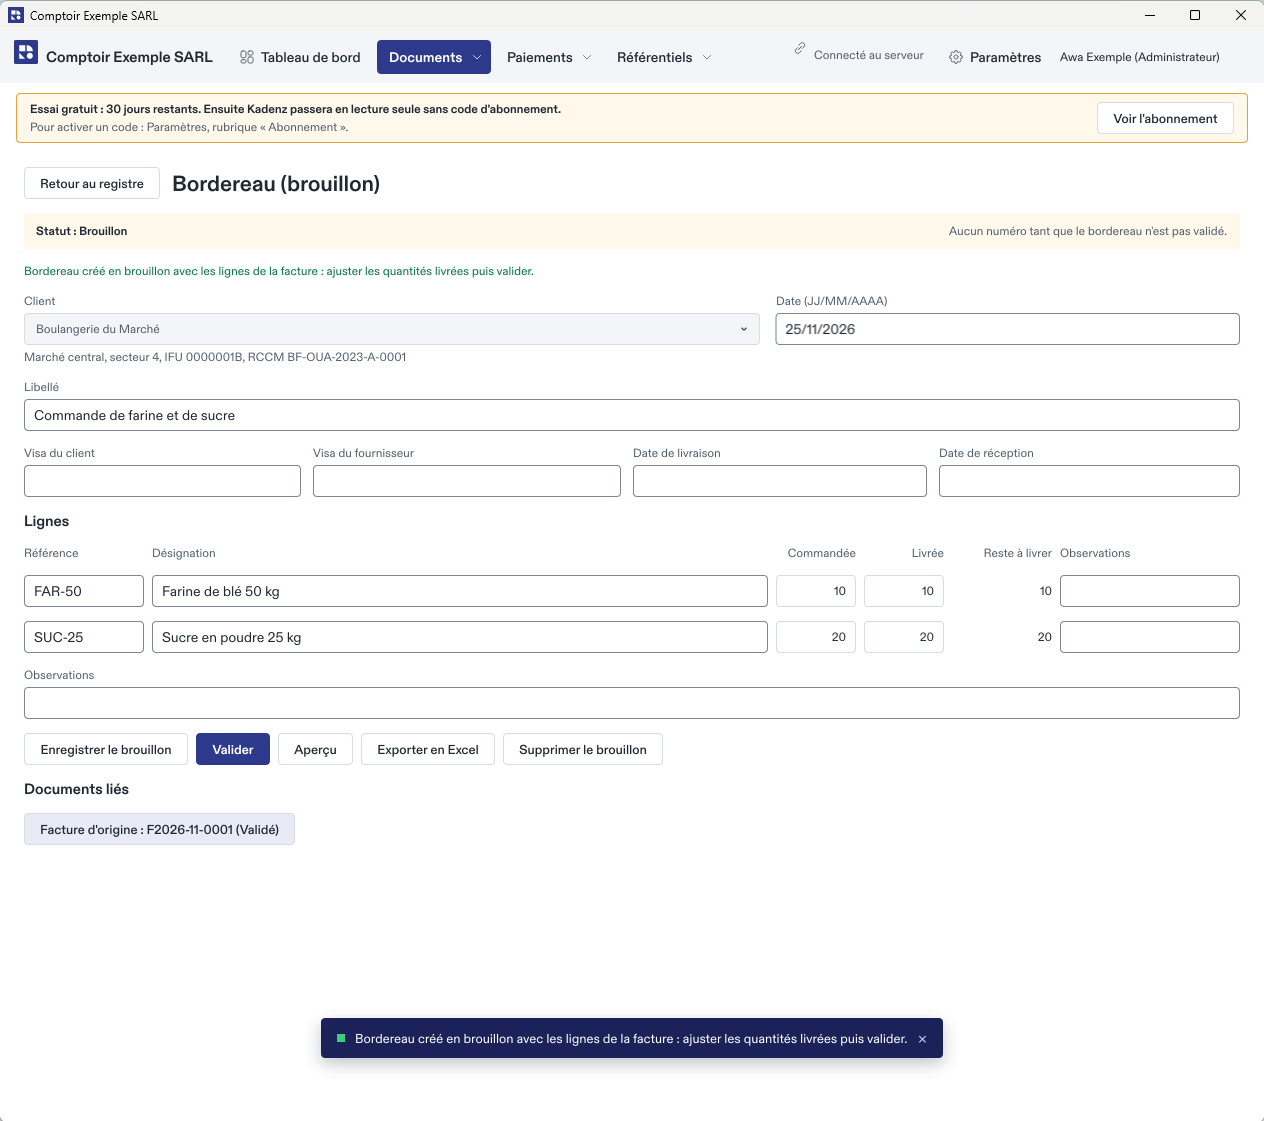 Comptoir Exemple SARL
Comptoir Exemple SARL
Tableau de bord
Documents
Paiements
Référentiels
Connecté au serveur
Paramètres
Awa Exemple (Administrateur)
Essai gratuit : 30 jours restants. Ensuite Kadenz passera en lecture seule sans code d'abonnement.
Pour activer un code : Paramètres, rubrique « Abonnement ».
Voir l'abonnement
Retour au registre
Bordereau (brouillon)
Statut : Brouillon
Aucun numéro tant que le bordereau n'est pas validé.
Bordereau créé en brouillon avec les lignes de la facture : ajuster les quantités livrées puis valider.
Client
Date (JJ/MM/AAAA)
Boulangerie du Marché
25/11/2026
Marché central, secteur 4, IFU 0000001B, RCCM BF-OUA-2023-A-0001
Libellé
Commande de farine et de sucre
Visa du client
Visa du fournisseur
Date de livraison
Date de réception
Lignes
Référence Désignation Commandée Livrée Reste à livrer Observations
FAR-50 Farine de blé 50 kg 10 10 10
SUC-25 Sucre en poudre 25 kg 20 20 20
Observations
Enregistrer le brouillon
Valider
Aperçu
Exporter en Excel
Supprimer le brouillon
Documents liés
Facture d'origine : F2026-11-0001 (Validé)
Bordereau créé en brouillon avec les lignes de la facture : ajuster les quantités livrées puis valider.